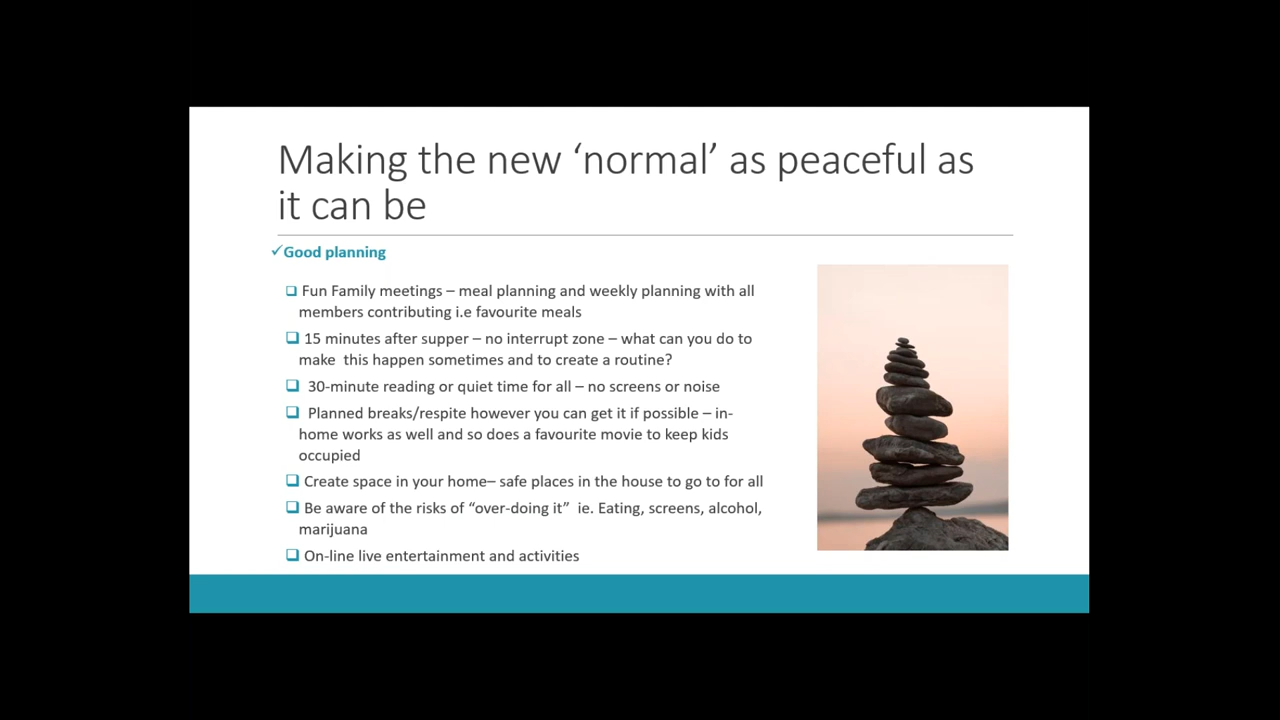 Making the new ‘normal’ as peaceful as
it can be
✓Good planning
❑ Fun Family meetings – meal planning and weekly planning with all
members contributing i.e favourite meals
❑ 15 minutes after supper – no interrupt zone – what can you do to
make  this happen sometimes and to create a routine?
❑ 30-minute reading or quiet time for all – no screens or noise
❑ Planned breaks/respite however you can get it if possible – in-
home works as well and so does a favourite movie to keep kids
occupied
❑ Create space in your home– safe places in the house to go to for all
❑ Be aware of the risks of “over-doing it”  ie. Eating, screens, alcohol,
marijuana
❑ On-line live entertainment and activities